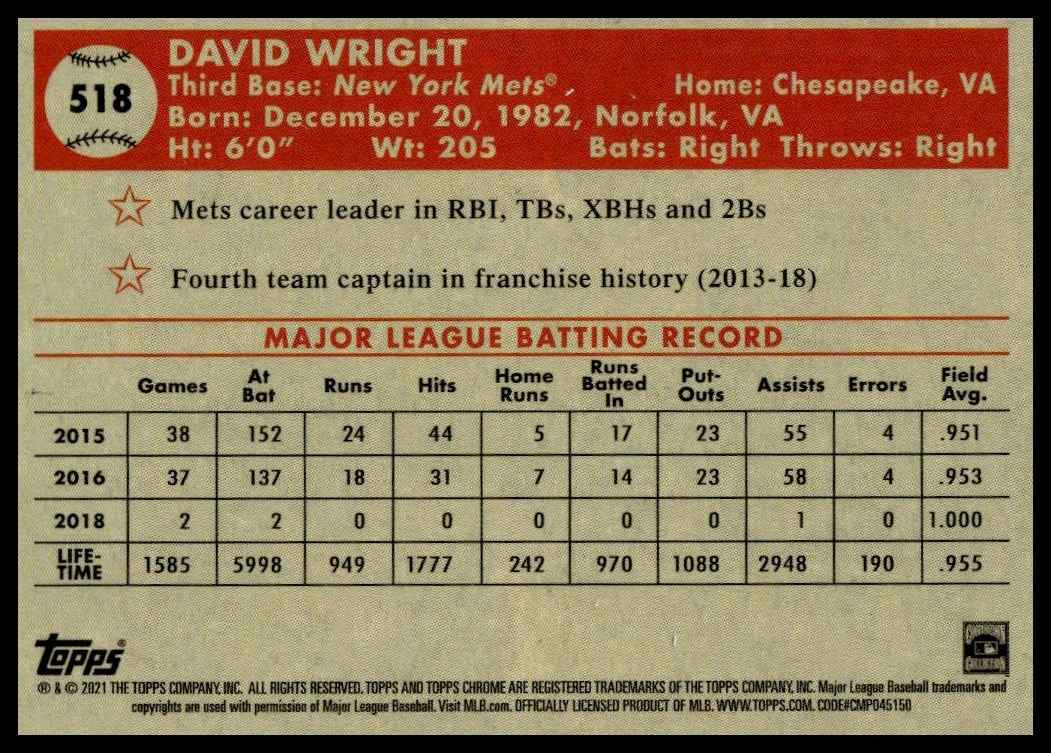 518
DAVID WRIGHT
Third Base: New York Mets®
Home: Chesapeake, VA
Born: December 20, 1982, Norfolk, VA
Ht: 6'0" Wt: 205 Bats: Right Throws: Right
☆ Mets career leader in RBI, TBs, XBHs and 2Bs
☆ Fourth team captain in franchise history (2013-18)
MAJOR LEAGUE BATTING RECORD
Games At Bat Runs Hits Home Runs Runs Batted In Put-Outs Assists Errors Field Avg.
2015 38 152 24 44 5 17 23 55 4 .951
2016 37 137 18 31 7 14 23 58 4 .953
2018 2 2 0 0 0 0 0 1 0 1.000
LIFE-TIME 1585 5998 949 1777 242 970 1088 2948 190 .955
Topps®
COOPERSTOWN COLLECTION
® & © 2021 THE TOPPS COMPANY, INC. ALL RIGHTS RESERVED. TOPPS AND TOPPS CHROME ARE REGISTERED TRADEMARKS OF THE TOPPS COMPANY, INC. Major League Baseball trademarks and
copyrights are used with permission of Major League Baseball. Visit MLB.com. OFFICIALLY LICENSED PRODUCT OF MLB. WWW.TOPPS.COM. CODE#CMP045150